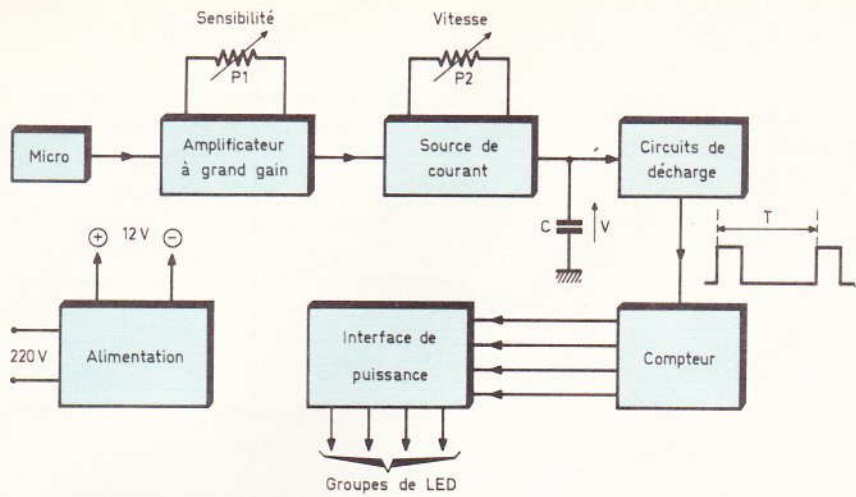 Sensibilité
Vitesse
P1
P2
Micro
Amplificateur
à grand gain
Source de
courant
Circuits de
décharge
C
V
T
+ 12 V −
220 V
Alimentation
Interface de
puissance
Compteur
Groupes de LED